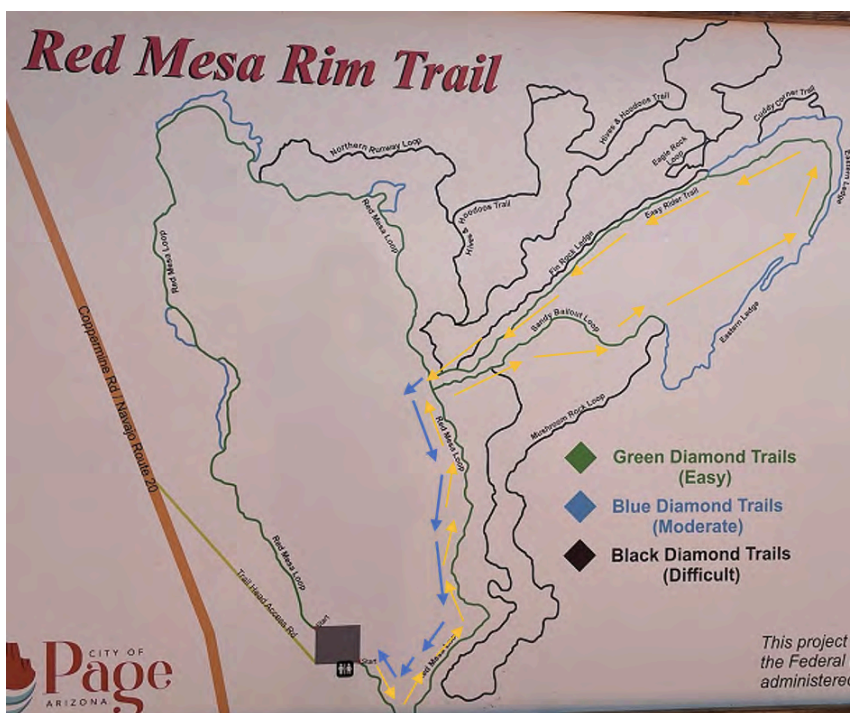 Red Mesa Rim Trail
Northern Runway Loop
Hives & Hoodoos Trail
Cuddy Corner Trail
Eagle Rock
Loop
Eastern Ledge
Red Mesa Loop
Hives & Hoodoos Trail
Easy Rider Trail
Red Mesa Loop
Fin Rock Ledge
Sandy Bailout Loop
Eastern Ledge
Coppermine Rd / Navajo Route 20
Mushroom Rock Loop
Red Mesa Loop
Green Diamond Trails
(Easy)
Blue Diamond Trails
(Moderate)
Black Diamond Trails
(Difficult)
Red Mesa Loop
Trail Head Access Rd
Start
Start
ed Mesa Loo
CITY OF
Page
ARIZONA
This project
the Federal
administered